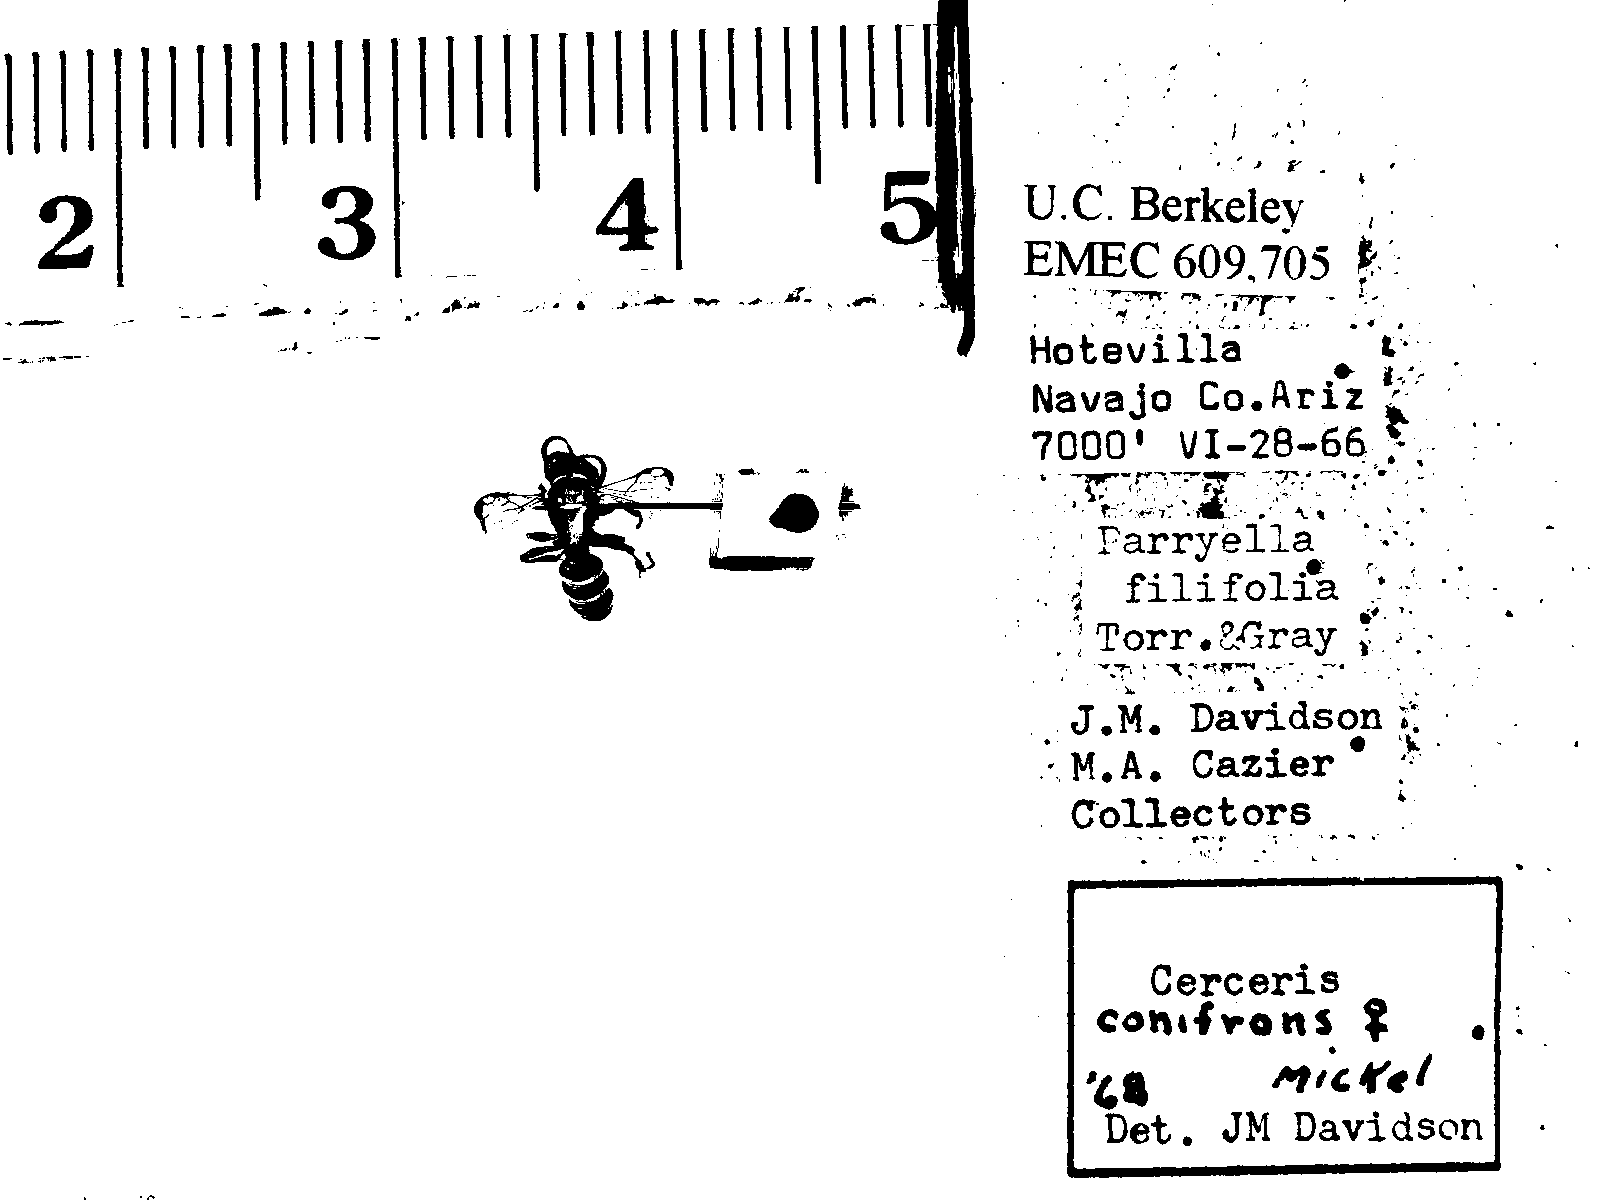 2 3 4 5
U.C. Berkeley
EMEC 609,705
Hotevilla
Navajo Co.Ariz
7000' VI-28-66
Parryella
filifolia
Torr.&Gray
J.M. Davidson
M.A. Cazier
Collectors
Cerceris
conifrons ♀
'68 Mickel
Det. JM Davidson